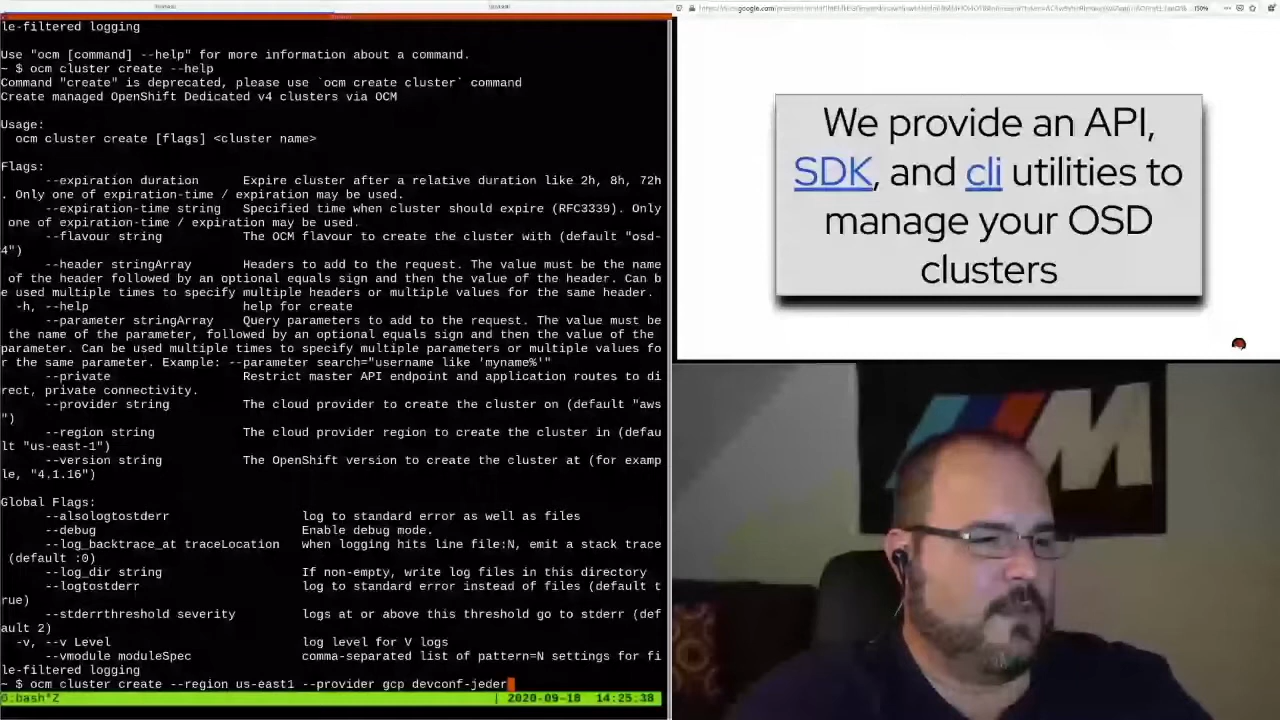 le-filtered logging
Use "ocm [command] --help" for more information about a command.
~ $ ocm cluster create --help
Command "create" is deprecated, please use `ocm create cluster` command
Create managed OpenShift Dedicated v4 clusters via OCM
Usage:
ocm cluster create [flags] <cluster name>
Flags:
--expiration duration Expire cluster after a relative duration like 2h, 8h, 72h
. Only one of expiration-time / expiration may be used.
--expiration-time string Specified time when cluster should expire (RFC3339). Only
one of expiration-time / expiration may be used.
--flavour string The OCM flavour to create the cluster with (default "osd-
4")
--header stringArray Headers to add to the request. The value must be the name
of the header followed by an optional equals sign and then the value of the header. Can b
e used multiple times to specify multiple headers or multiple values for the same header.
-h, --help help for create
--parameter stringArray Query parameters to add to the request. The value must be
the name of the parameter, followed by an optional equals sign and then the value of the
parameter. Can be used multiple times to specify multiple parameters or multiple values fo
r the same parameter. Example: --parameter search="username like 'myname%'"
--private Restrict master API endpoint and application routes to di
rect, private connectivity.
--provider string The cloud provider to create the cluster on (default "aws
")
--region string The cloud provider region to create the cluster in (defau
lt "us-east-1")
--version string The OpenShift version to create the cluster at (for examp
le, "4.1.16")
Global Flags:
--alsologtostderr log to standard error as well as files
--debug Enable debug mode.
--log_backtrace_at traceLocation when logging hits line file:N, emit a stack trace
(default :0)
--log_dir string If non-empty, write log files in this directory
--logtostderr log to standard error instead of files (default t
rue)
--stderrthreshold severity logs at or above this threshold go to stderr (def
ault 2)
-v, --v Level log level for V logs
--vmodule moduleSpec comma-separated list of pattern=N settings for fi
le-filtered logging
~ $ ocm cluster create --region us-east1 --provider gcp devconf-jeder
0:bash*Z | 2020-09-18 14:25:38
150%
We provide an API,
SDK, and cli utilities to
manage your OSD
clusters
M